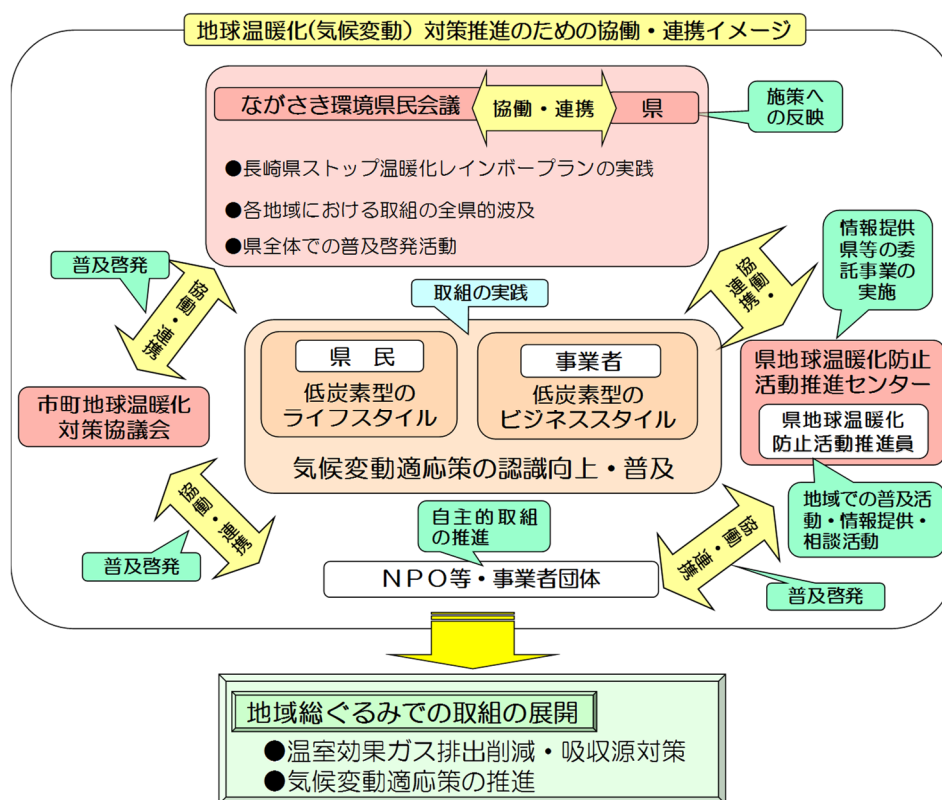 地球温暖化(気候変動）対策推進のための協働・連携イメージ
ながさき環境県民会議
協働・連携
県
施策へ
の反映
●長崎県ストップ温暖化レインボープランの実践
●各地域における取組の全県的波及
●県全体での普及啓発活動
普及啓発
協働・連携
取組の実践
協働・
連携
情報提供
県等の委
託事業の
実施
県民
低炭素型の
ライフスタイル
事業者
低炭素型の
ビジネススタイル
気候変動適応策の認識向上・普及
市町地球温暖化
対策協議会
県地球温暖化防止
活動推進センター
県地球温暖化
防止活動推進員
地域での普及活
動・情報提供・
相談活動
協働・連携
普及啓発
自主的取組
の推進
ＮＰＯ等・事業者団体
協働・連携
普及啓発
地域総ぐるみでの取組の展開
●温室効果ガス排出削減・吸収源対策
●気候変動適応策の推進